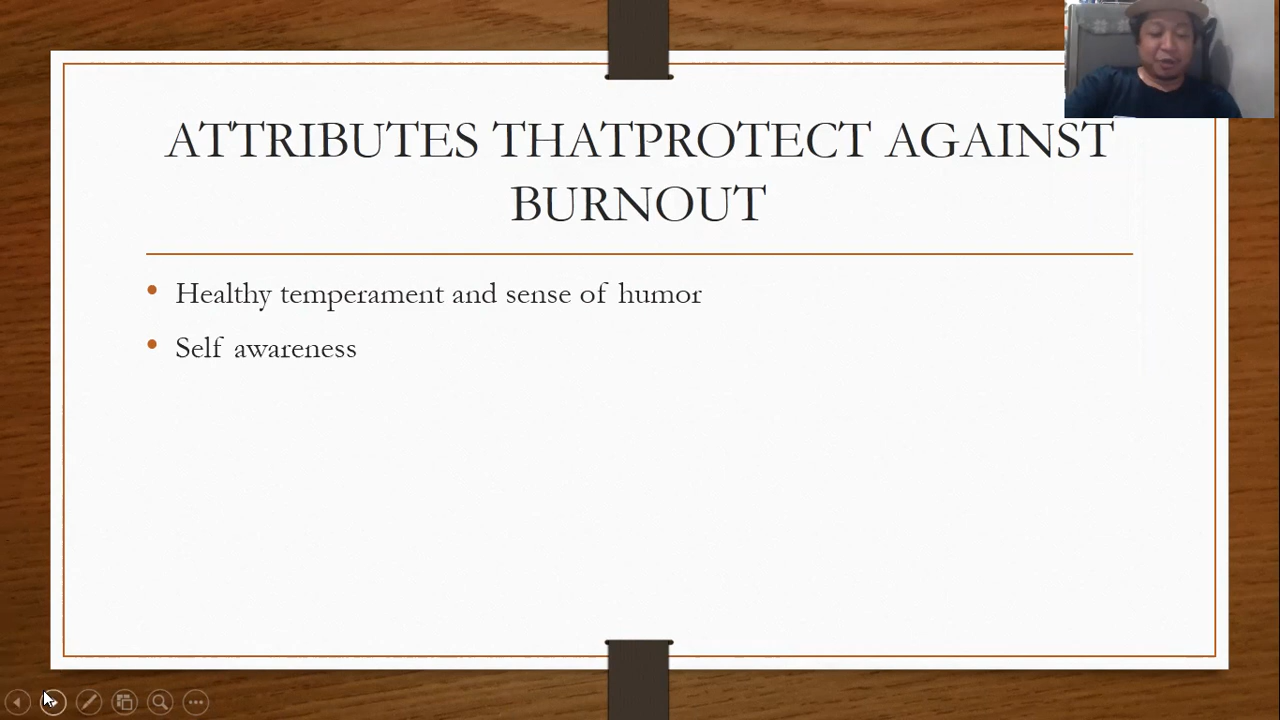 ATTRIBUTES THATPROTECT AGAINST
BURNOUT
Healthy temperament and sense of humor
Self awareness